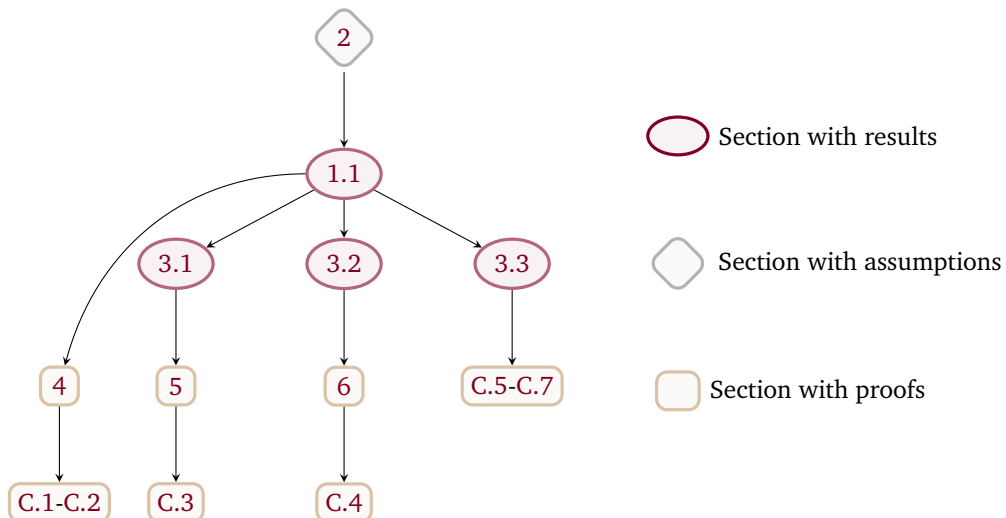 2
1.1
Section with results
3.1
3.2
3.3
Section with assumptions
4
5
6
C.5-C.7
Section with proofs
C.1-C.2
C.3
C.4